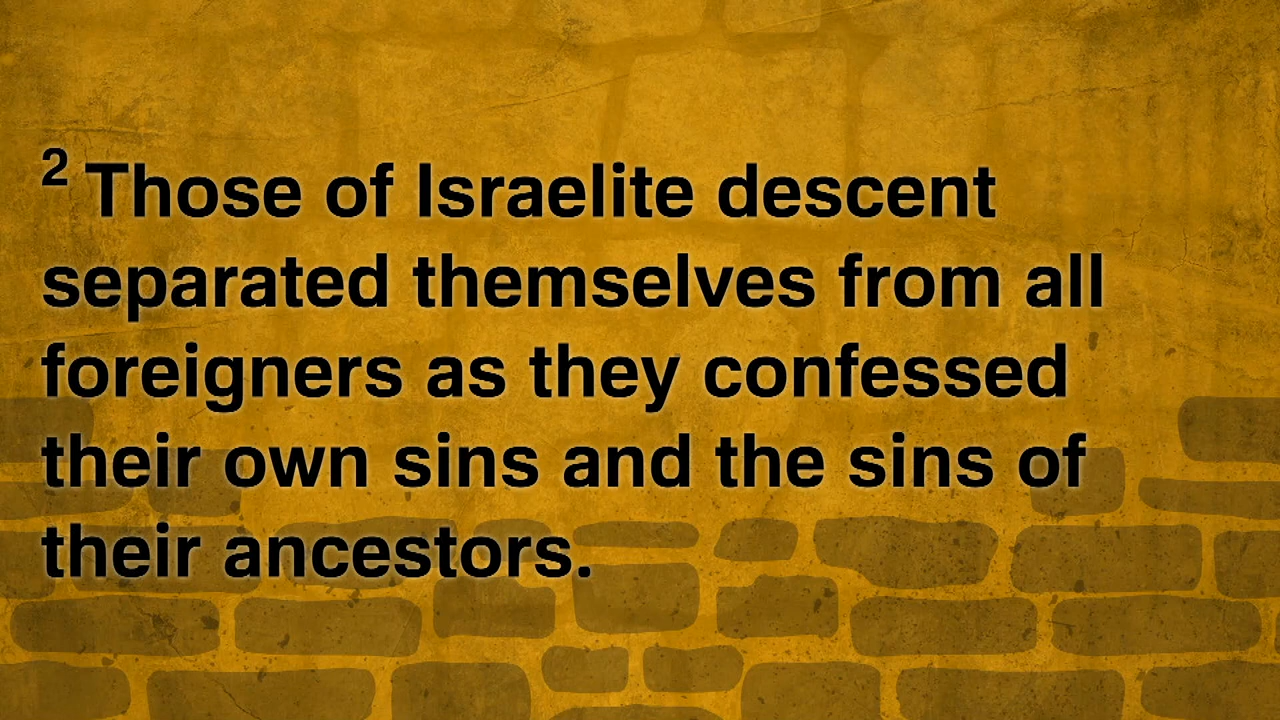 ² Those of Israelite descent
separated themselves from all
foreigners as they confessed
their own sins and the sins of
their ancestors.